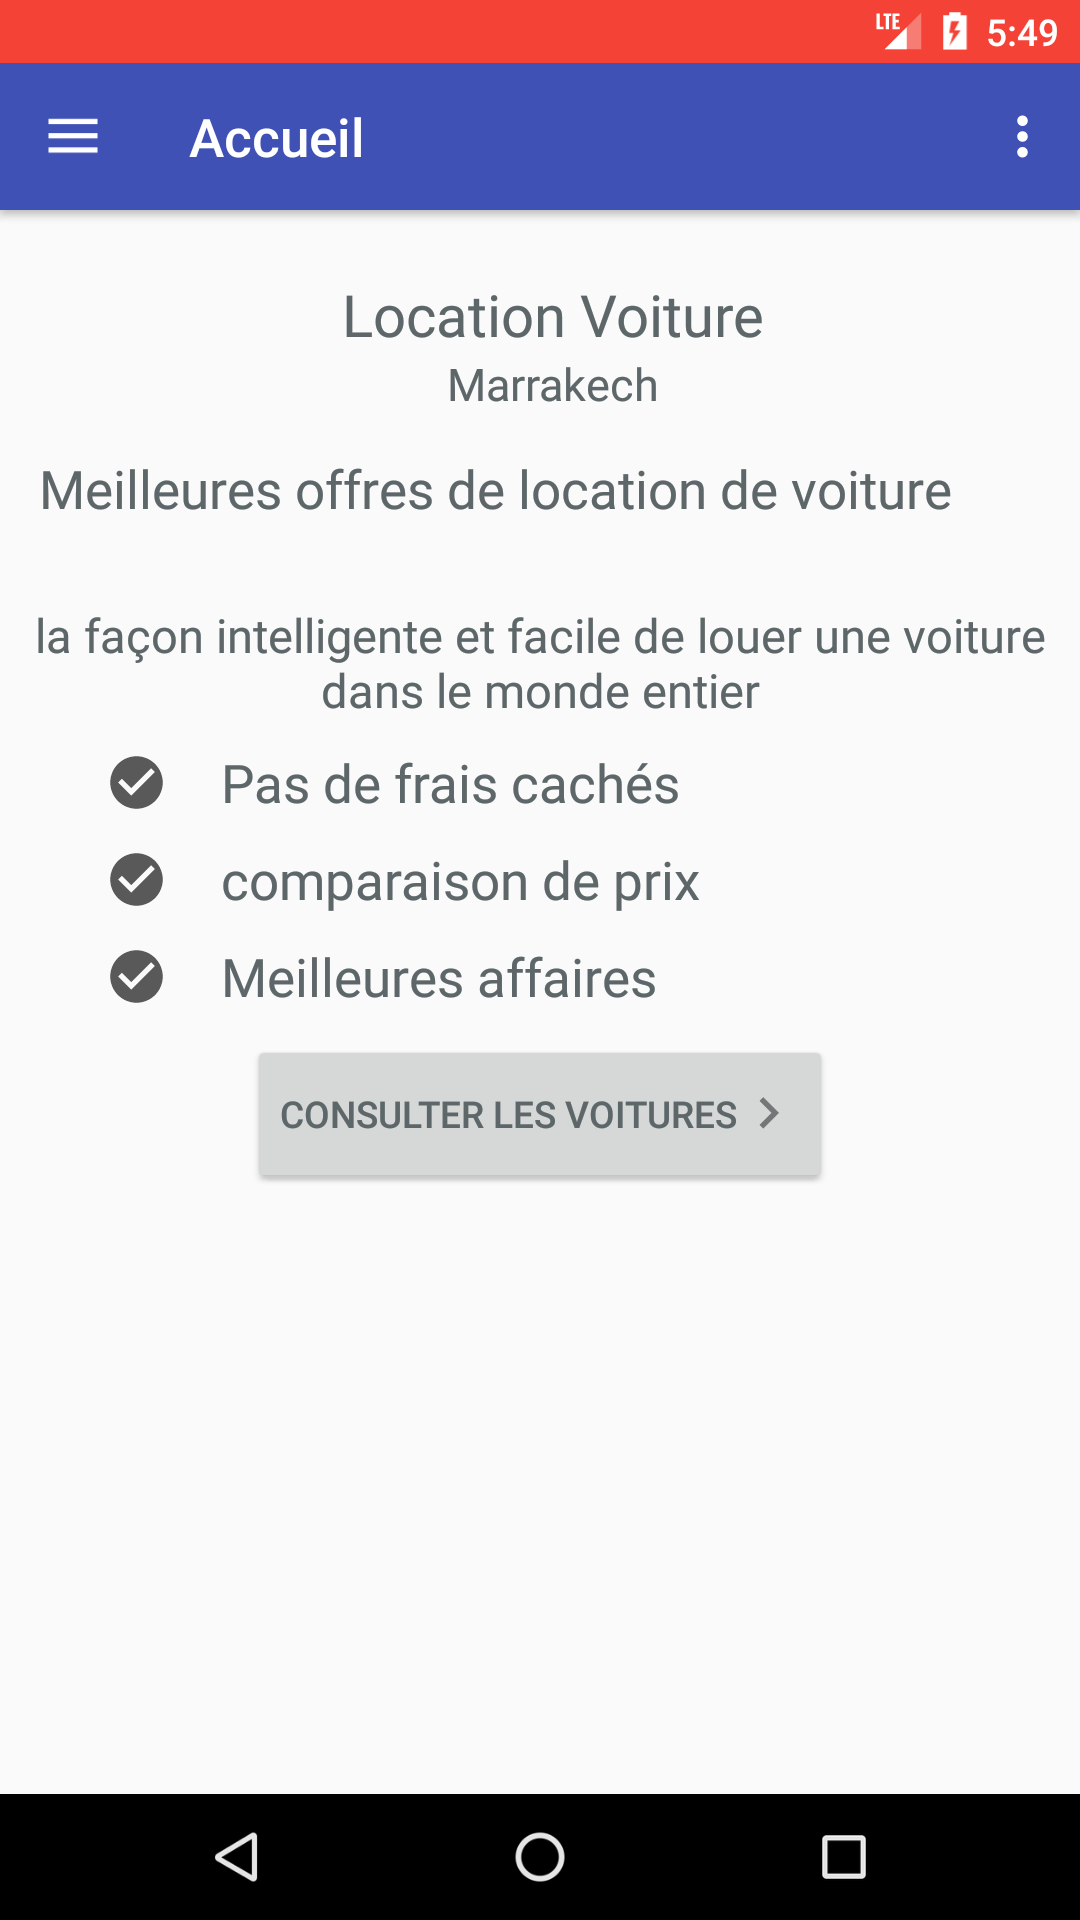 LTE 5:49
Accueil
Location Voiture
Marrakech
Meilleures offres de location de voiture
la façon intelligente et facile de louer une voiture
dans le monde entier
Pas de frais cachés
comparaison de prix
Meilleures affaires
CONSULTER LES VOITURES